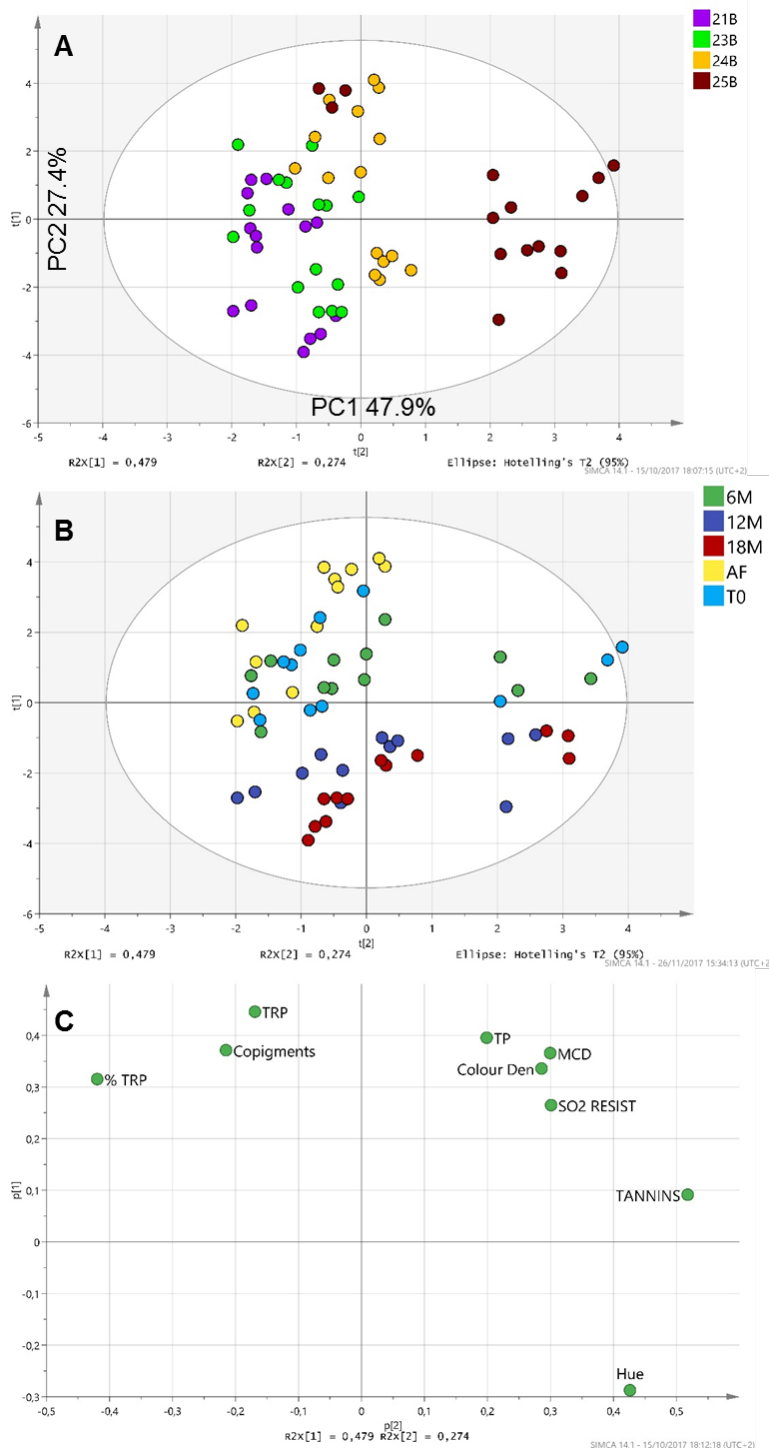 A
21B
23B
24B
25B
4
2
0
-2
-4
-6
t[1]
PC2 27.4%
PC1 47.9%
-5 -4 -3 -2 -1 0 1 2 3 4
t[2]
R2X[1] = 0,479 R2X[2] = 0,274 Ellipse: Hotelling's T2 (95%)
SIMCA 14.1 - 15/10/2017 18:07:15 (UTC+2)
B
6M
12M
18M
AF
T0
4
2
0
-2
-4
-6
t[1]
-5 -4 -3 -2 -1 0 1 2 3 4
t[2]
R2X[1] = 0,479 R2X[2] = 0,274 Ellipse: Hotelling's T2 (95%)
SIMCA 14.1 - 26/11/2017 15:34:13 (UTC+2
C
TRP
Copigments
% TRP
TP
MCD
Colour Den
SO2 RESIST
TANNINS
Hue
0,4
0,3
0,2
0,1
0
-0,1
-0,2
-0,3
p[1]
-0,5 -0,4 -0,3 -0,2 -0,1 0 0,1 0,2 0,3 0,4 0,5
p[2]
R2X[1] = 0,479 R2X[2] = 0,274
SIMCA 14.1 - 15/10/2017 18:12:18 (UTC+2)